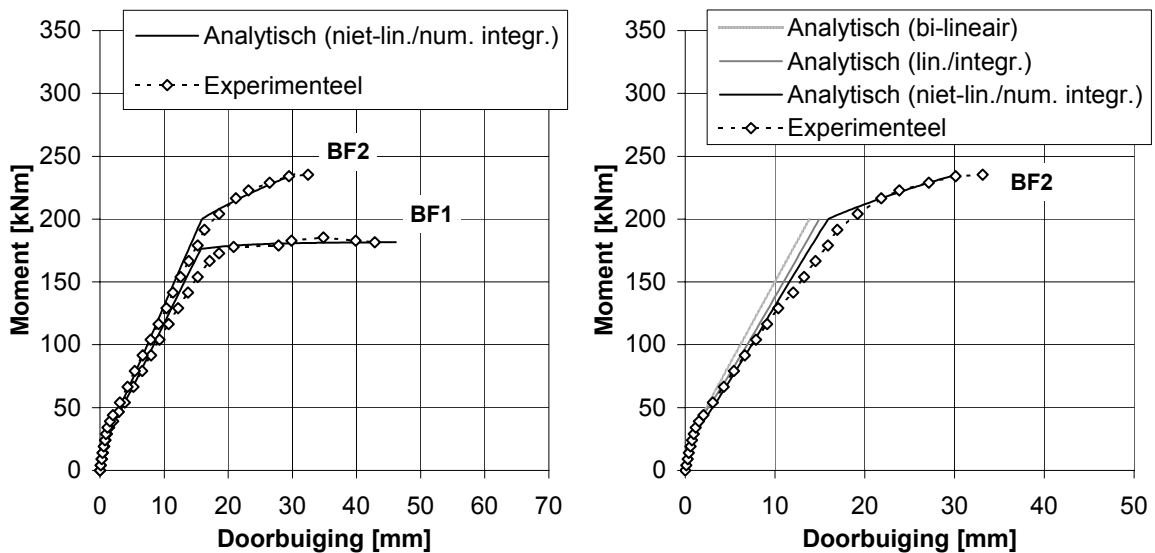 350
300
250
200
150
100
50
0
Moment [kNm]
Analytisch (niet-lin./num. integr.)
Experimenteel
BF2
BF1
0 10 20 30 40 50 60 70
Doorbuiging [mm]
350
300
250
200
150
100
50
0
Moment [kNm]
Analytisch (bi-lineair)
Analytisch (lin./integr.)
Analytisch (niet-lin./num. integr.)
Experimenteel
BF2
0 10 20 30 40 50
Doorbuiging [mm]